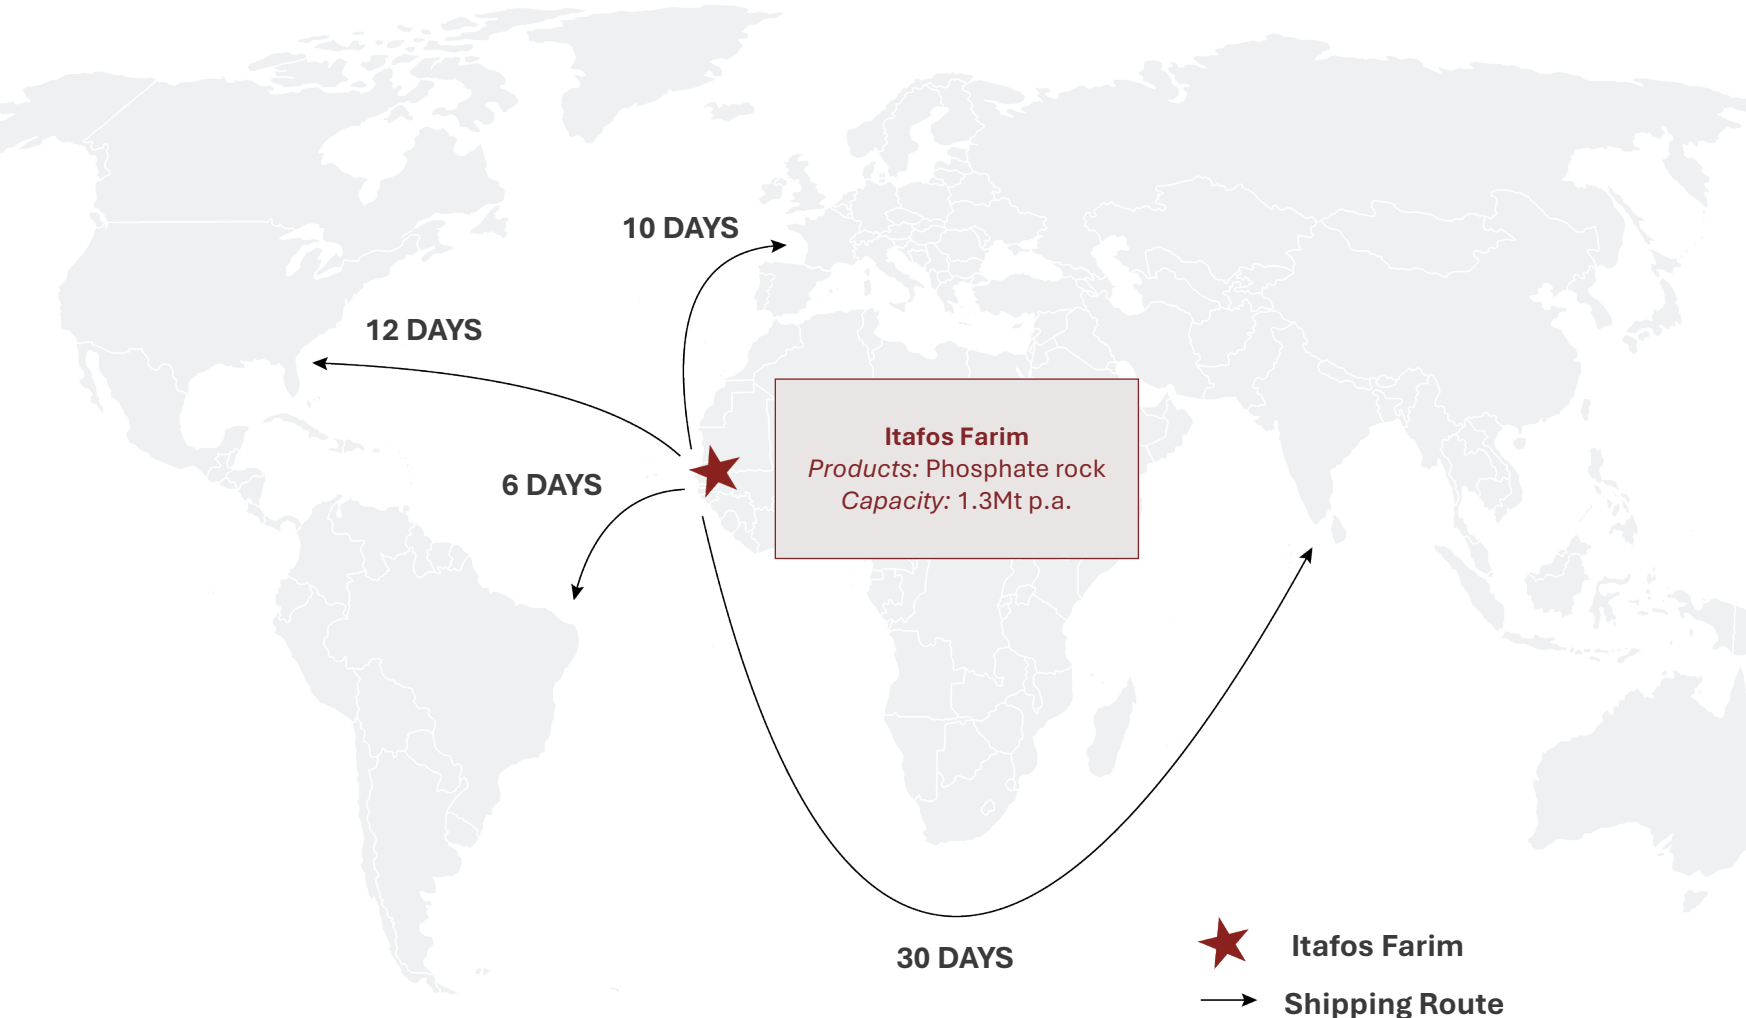 10 DAYS
12 DAYS
6 DAYS
Itafos Farim
Products: Phosphate rock
Capacity: 1.3Mt p.a.
30 DAYS
Itafos Farim
Shipping Route